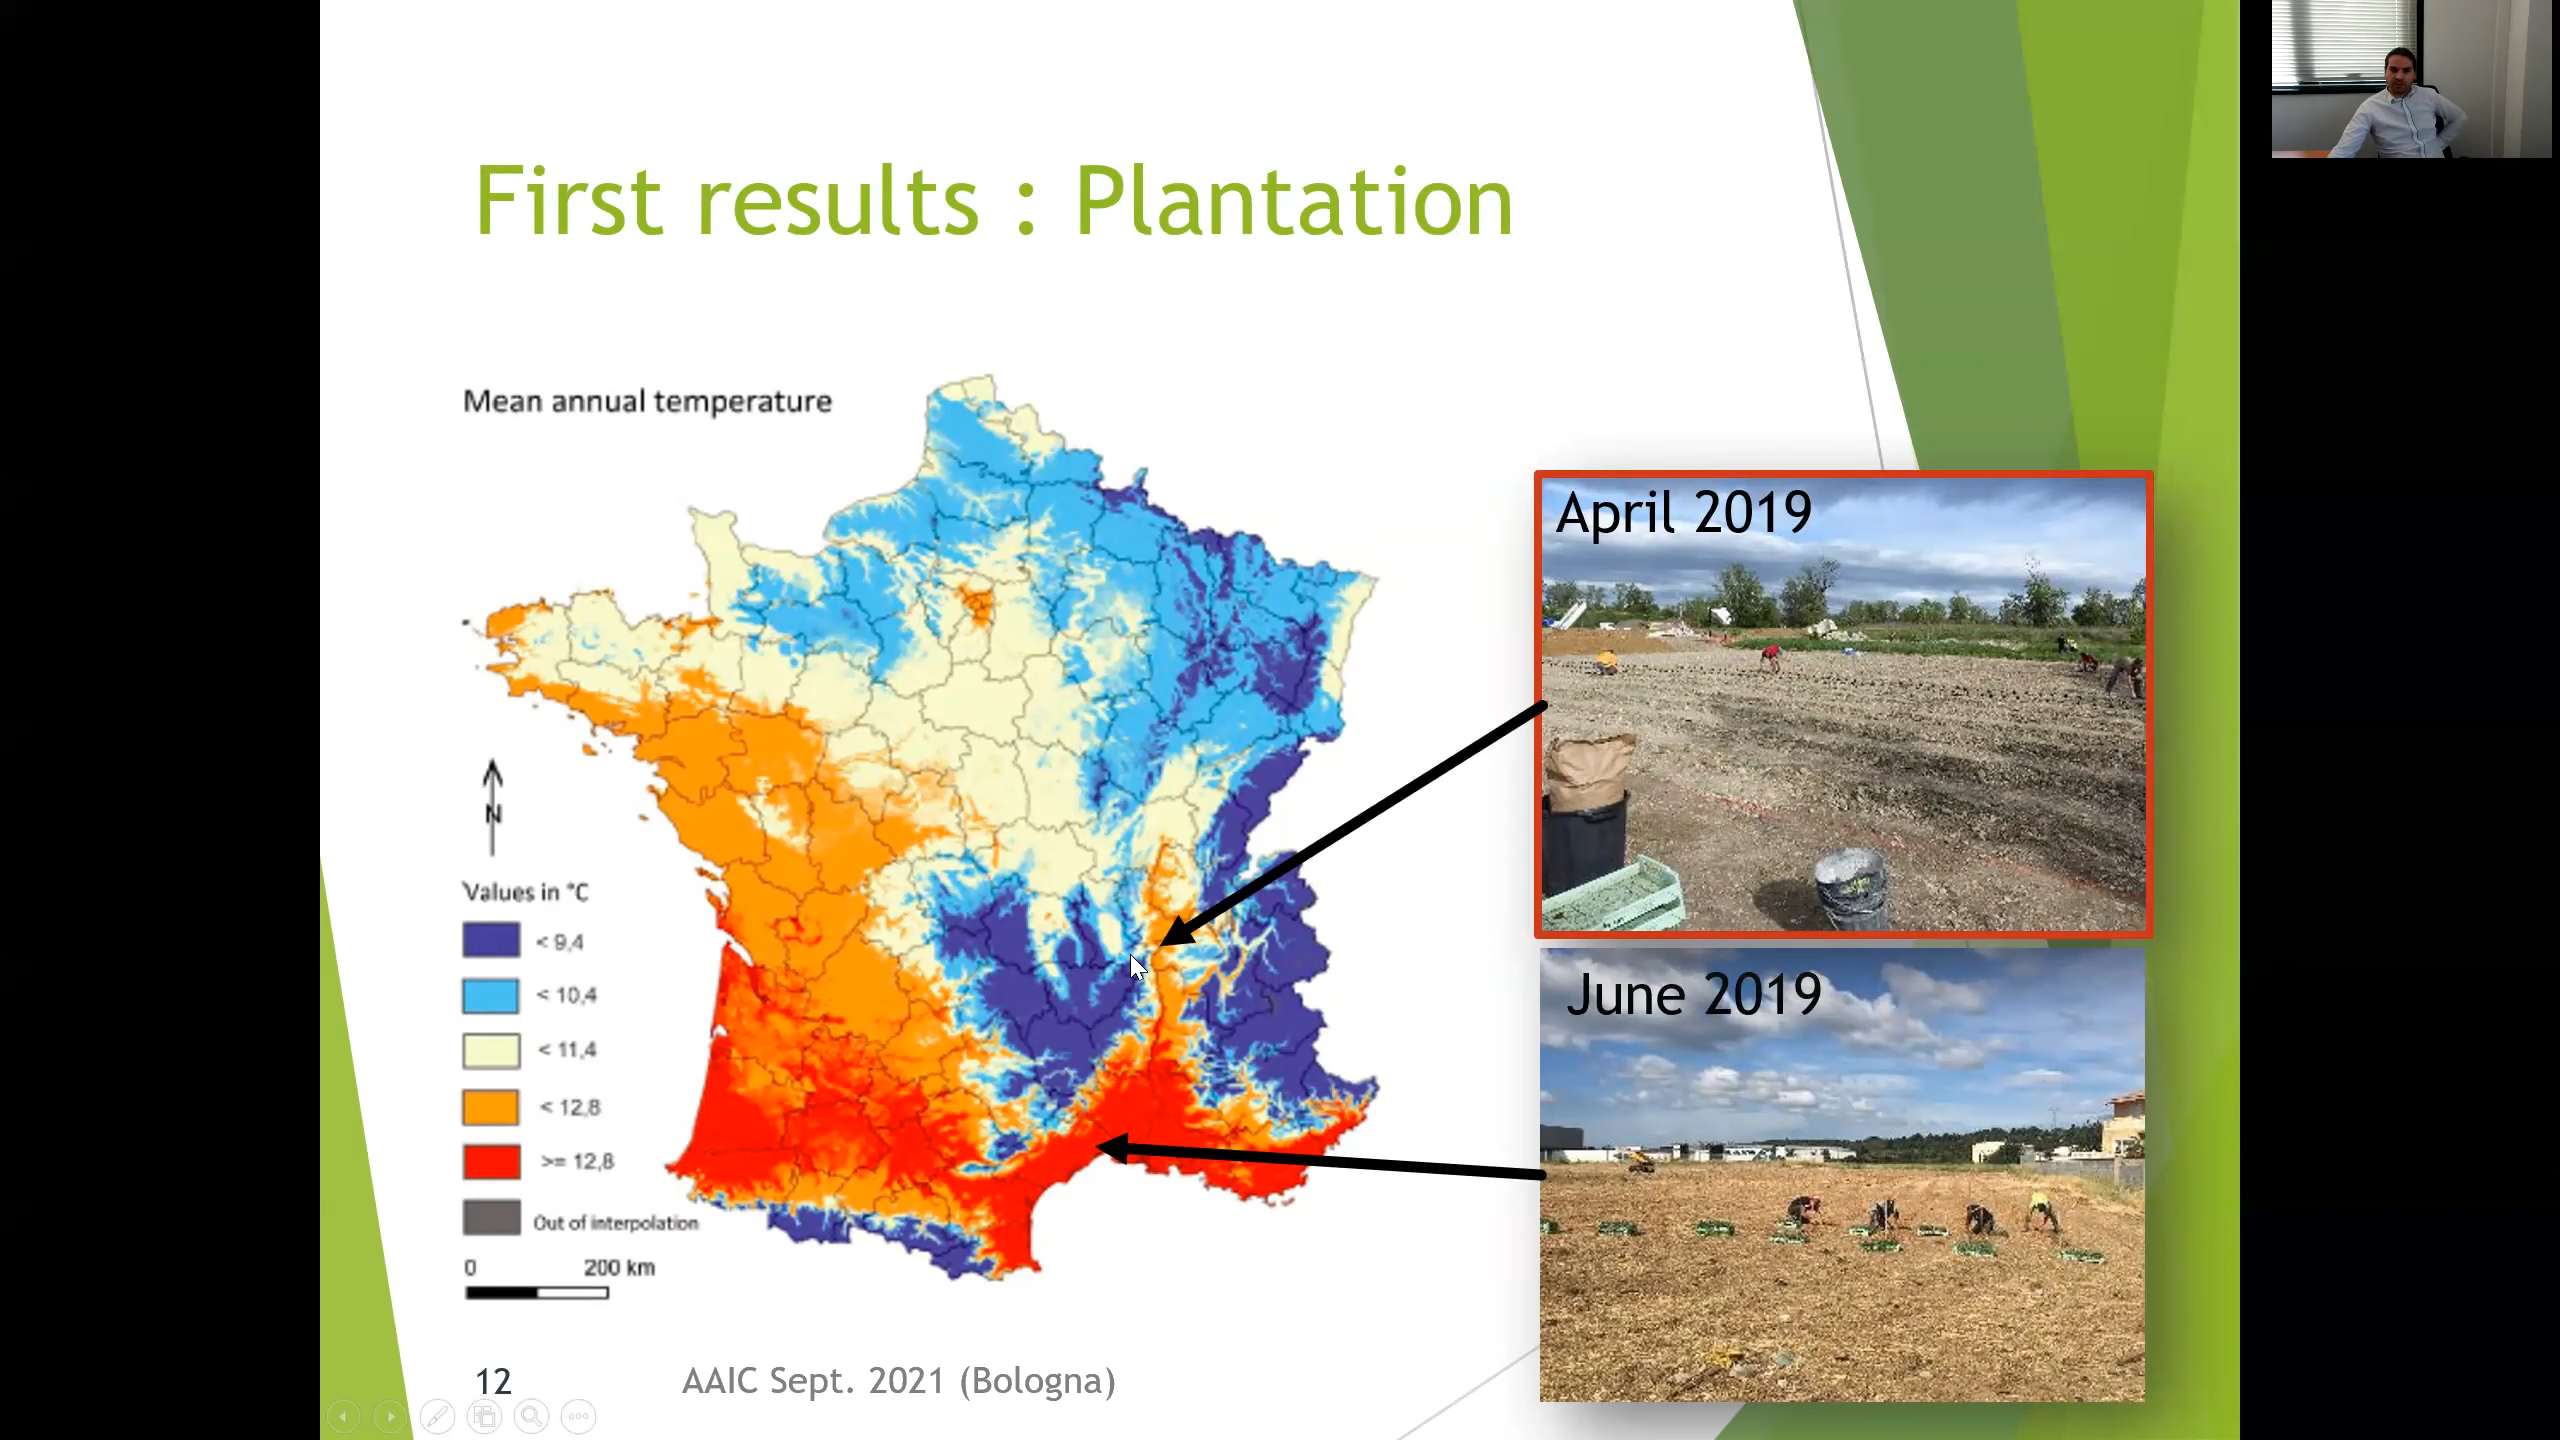 First results : Plantation
Mean annual temperature
N
Values in °C
< 9,4
< 10,4
< 11,4
< 12,8
>= 12,8
Out of interpolation
0 200 km
April 2019
June 2019
12 AAIC Sept. 2021 (Bologna)